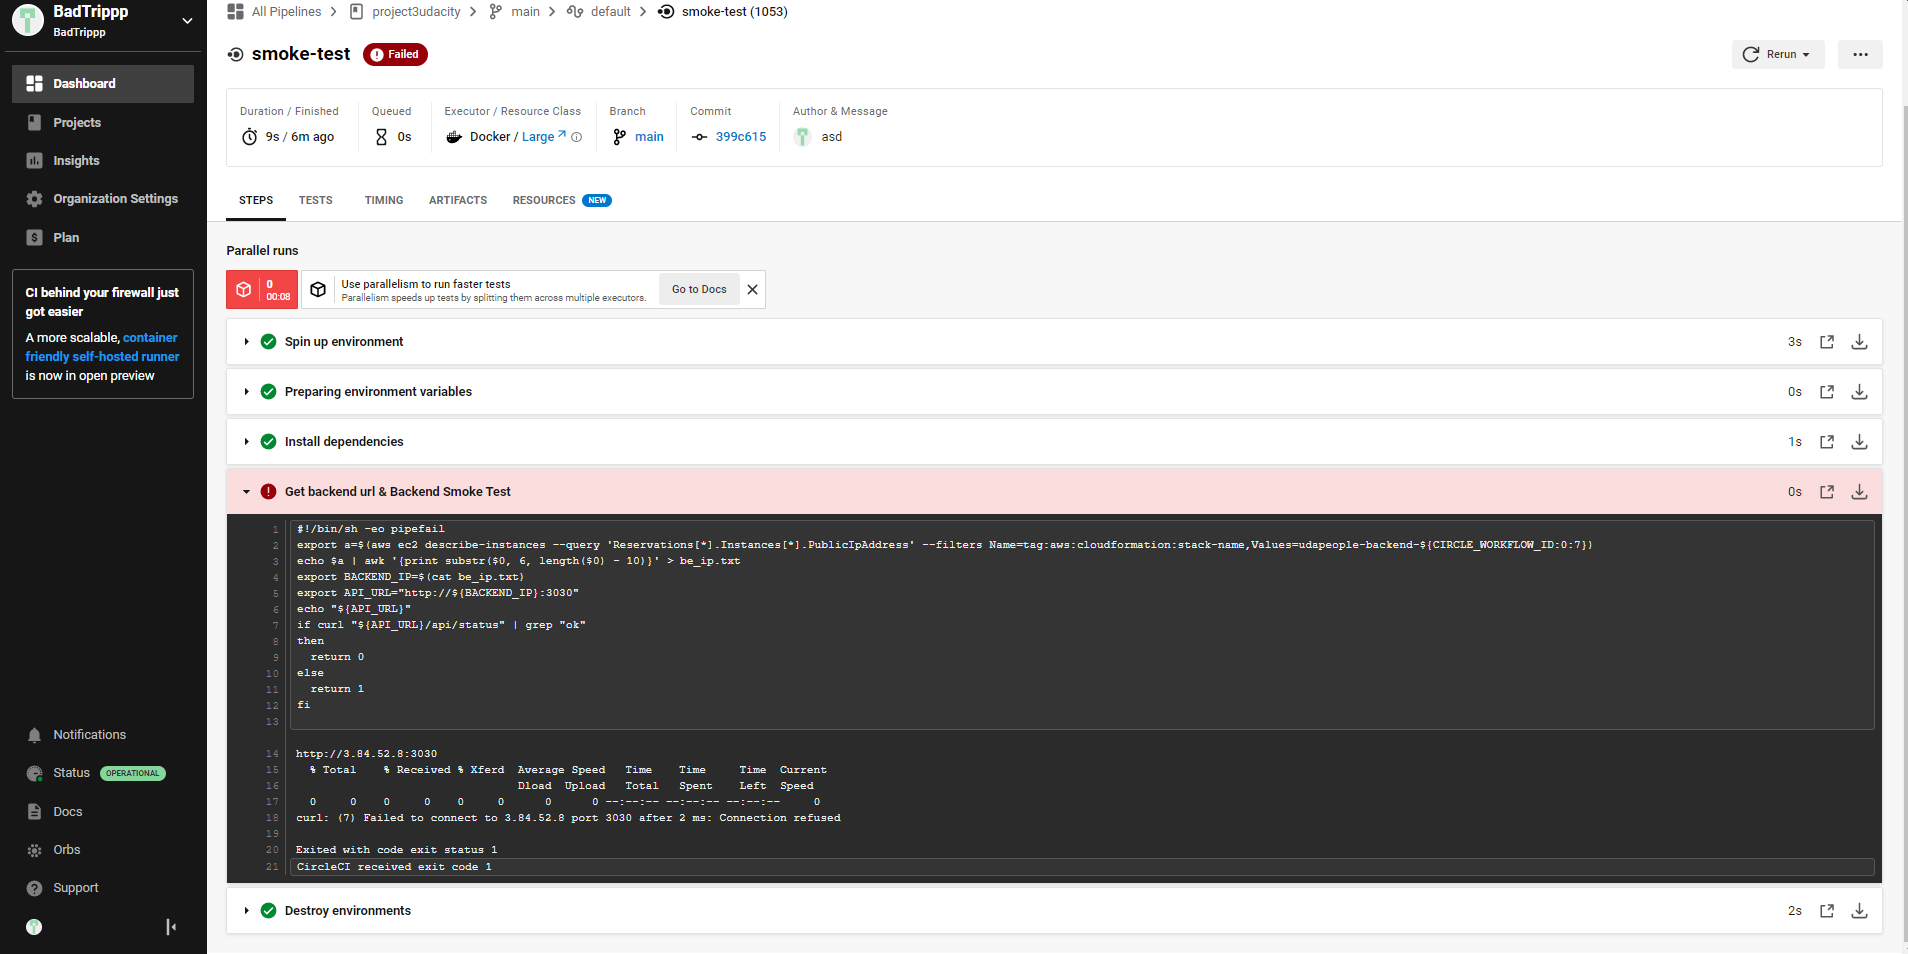 BadTrippp
BadTrippp
Dashboard
Projects
Insights
Organization Settings
Plan
CI behind your firewall just
got easier
A more scalable, container
friendly self-hosted runner
is now in open preview
Notifications
Status OPERATIONAL
Docs
Orbs
Support
All Pipelines project3udacity main default smoke-test (1053)
smoke-test Failed
Rerun
Duration / Finished Queued Executor / Resource Class Branch Commit Author & Message
9s / 6m ago 0s Docker / Large main 399c615 asd
STEPS TESTS TIMING ARTIFACTS RESOURCES NEW
Parallel runs
0
00:08
Use parallelism to run faster tests
Parallelism speeds up tests by splitting them across multiple executors.
Go to Docs
Spin up environment 3s
Preparing environment variables 0s
Install dependencies 1s
Get backend url & Backend Smoke Test 0s
1 #!/bin/sh -eo pipefail
2 export a=$(aws ec2 describe-instances --query 'Reservations[*].Instances[*].PublicIpAddress' --filters Name=tag:aws:cloudformation:stack-name,Values=udapeople-backend-${CIRCLE_WORKFLOW_ID:0:7})
3 echo $a | awk '{print substr($0, 6, length($0) - 10)}' > be_ip.txt
4 export BACKEND_IP=$(cat be_ip.txt)
5 export API_URL="http://${BACKEND_IP}:3030"
6 echo "${API_URL}"
7 if curl "${API_URL}/api/status" | grep "ok"
8 then
9 return 0
10 else
11 return 1
12 fi
13
14 http://3.84.52.8:3030
15 % Total % Received % Xferd Average Speed Time Time Time Current
16 Dload Upload Total Spent Left Speed
17 0 0 0 0 0 0 0 0 --:--:-- --:--:-- --:--:-- 0
18 curl: (7) Failed to connect to 3.84.52.8 port 3030 after 2 ms: Connection refused
19
20 Exited with code exit status 1
21 CircleCI received exit code 1
Destroy environments 2s